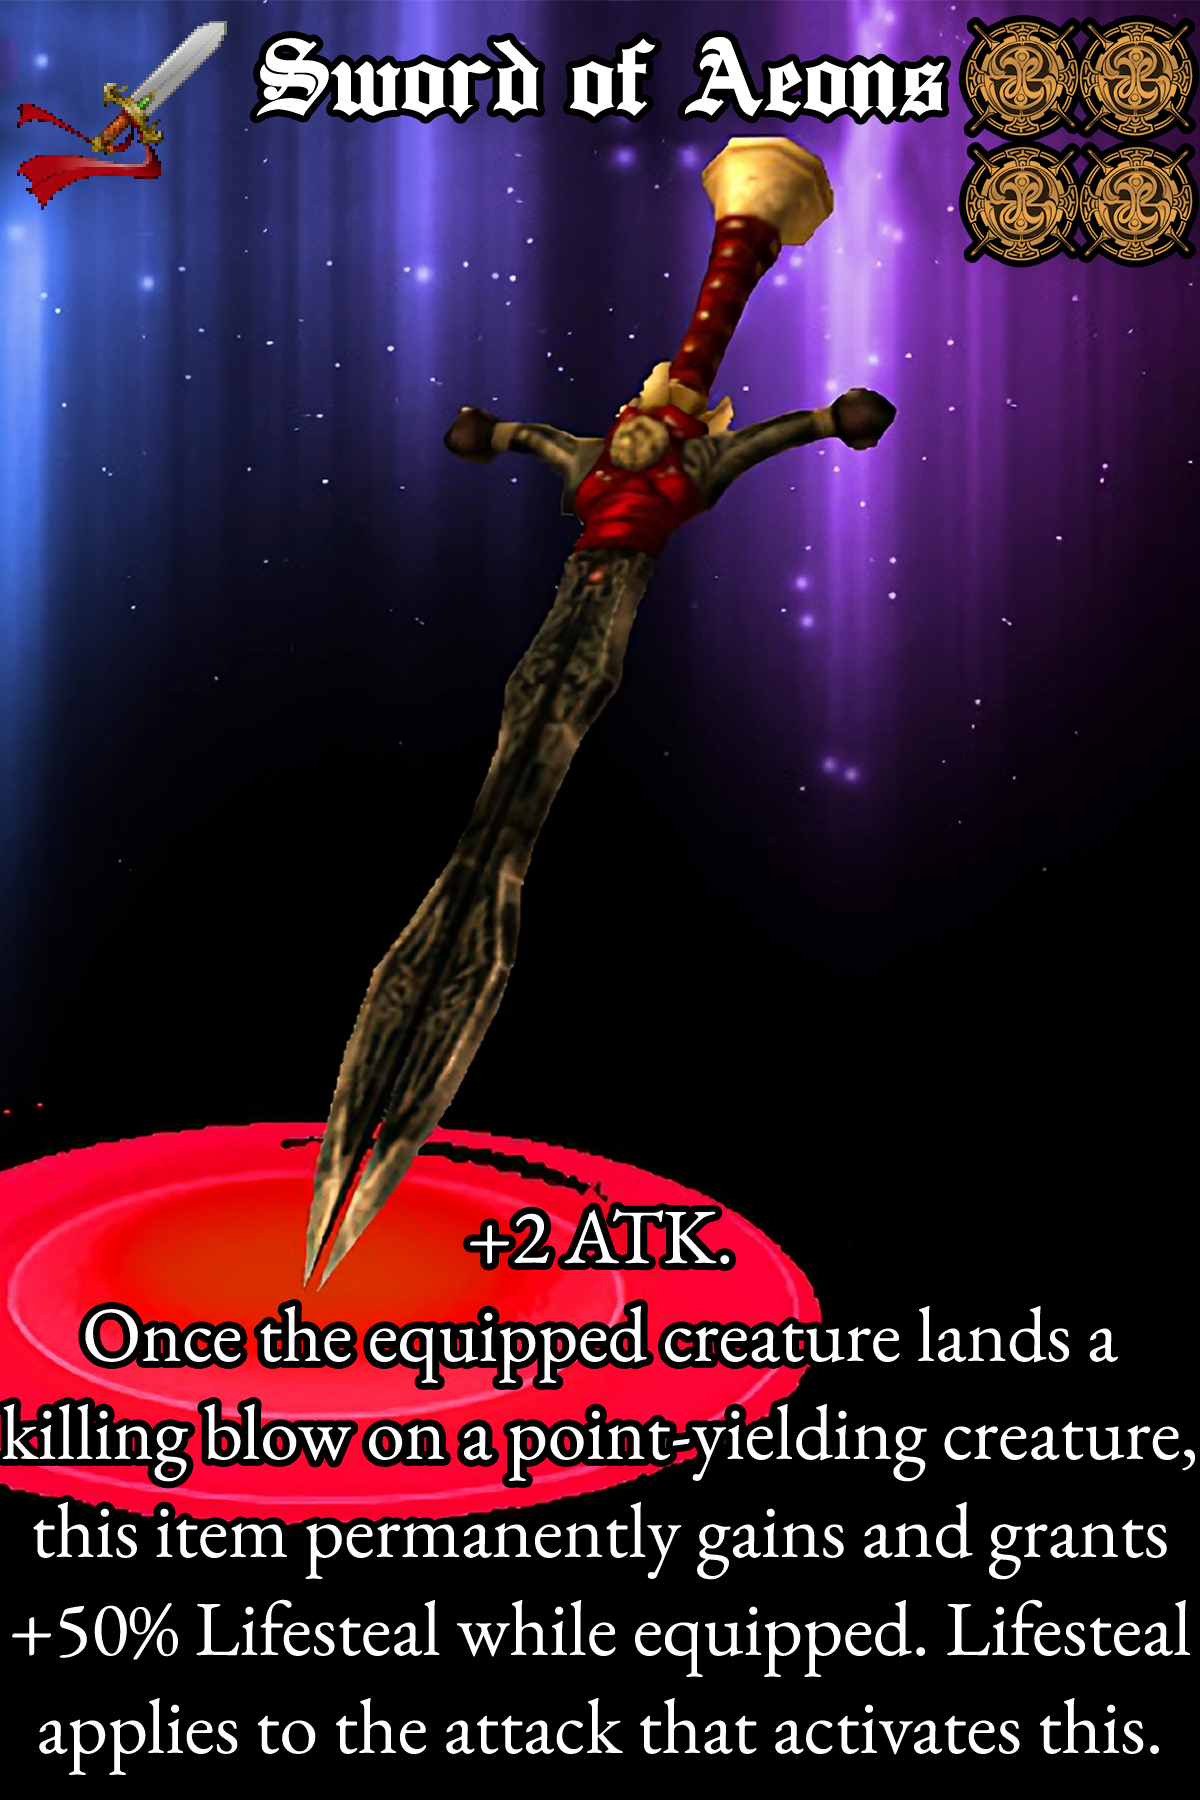 Sword of Aeons
+2 ATK.
Once the equipped creature lands a
killing blow on a point-yielding creature,
this item permanently gains and grants
+50% Lifesteal while equipped. Lifesteal
applies to the attack that activates this.